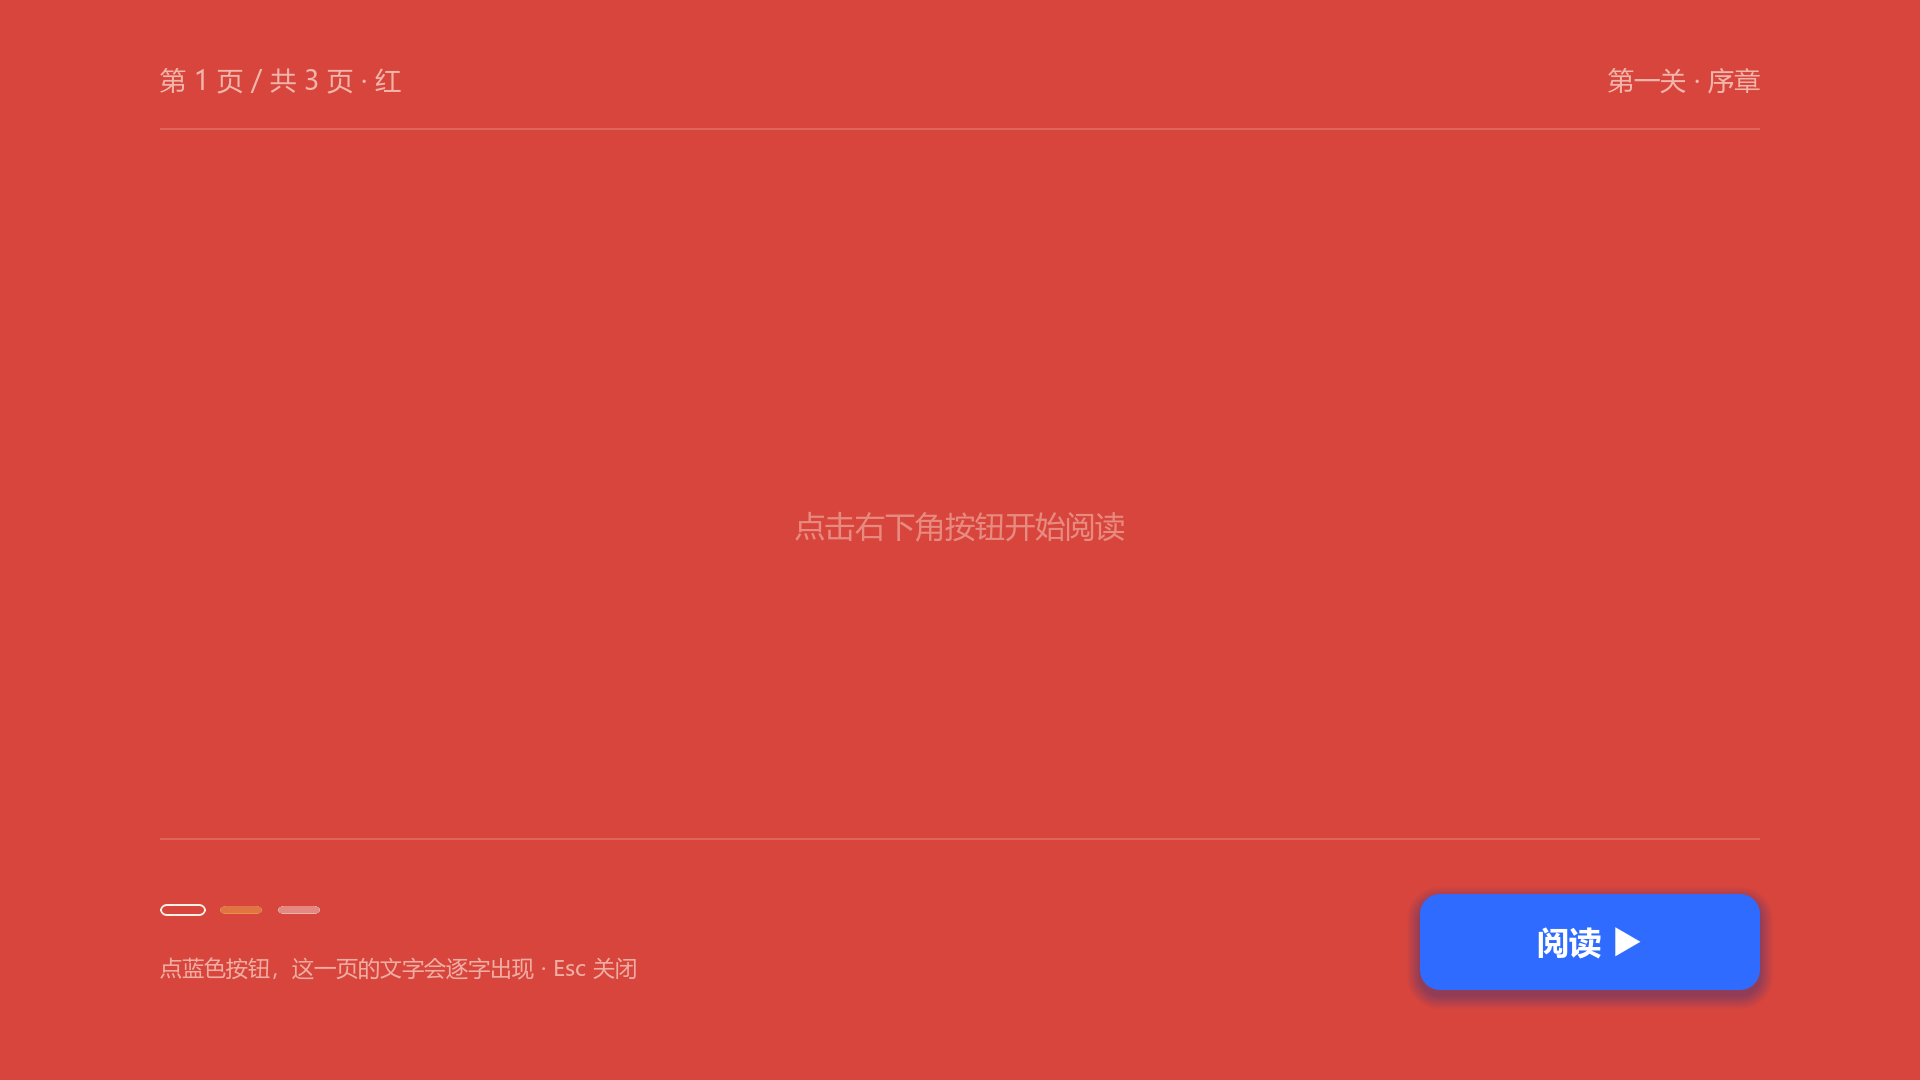 第 1 页 / 共 3 页 · 红
第一关 · 序章
点击右下角按钮开始阅读
点蓝色按钮，这一页的文字会逐字出现 · Esc 关闭
阅读 ▶